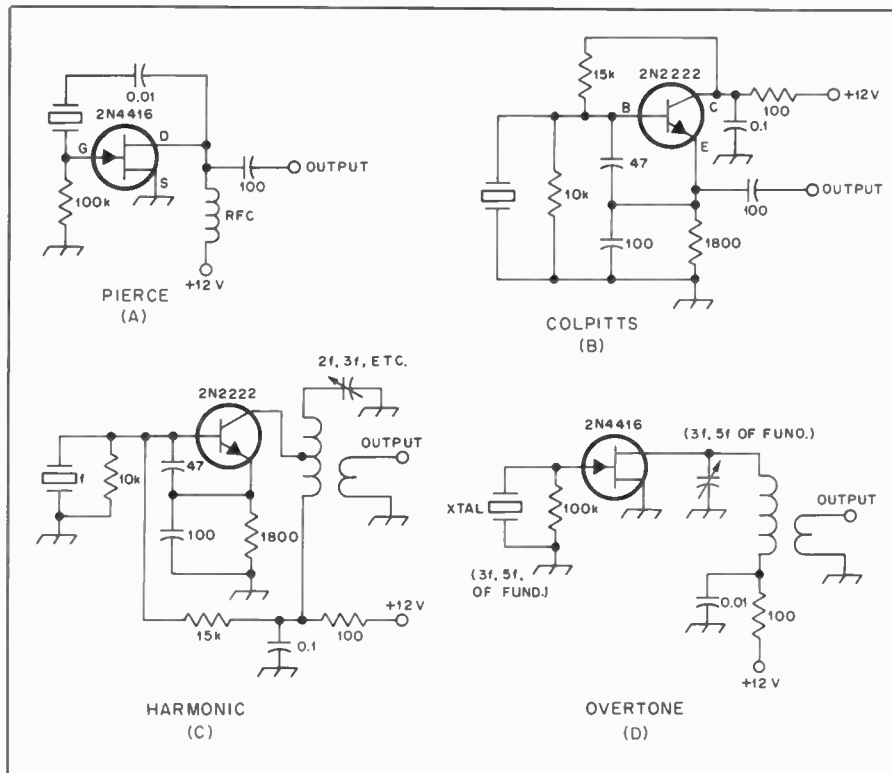 0.01
2N4416
G
D
S
100k
100
OUTPUT
RFC
+12V
PIERCE
(A)
2N2222
15k
B
C
E
100
+12V
0.1
47
10k
100
OUTPUT
100
1800
COLPITTS
(B)
2f, 3f, ETC.
2N2222
f
10k
47
100
1800
OUTPUT
15k
0.1
100
+12V
HARMONIC
(C)
2N4416
(3f, 5f OF FUND.)
XTAL
100k
(3f, 5f,
OF FUND.)
OUTPUT
0.01
100
+12V
OVERTONE
(D)